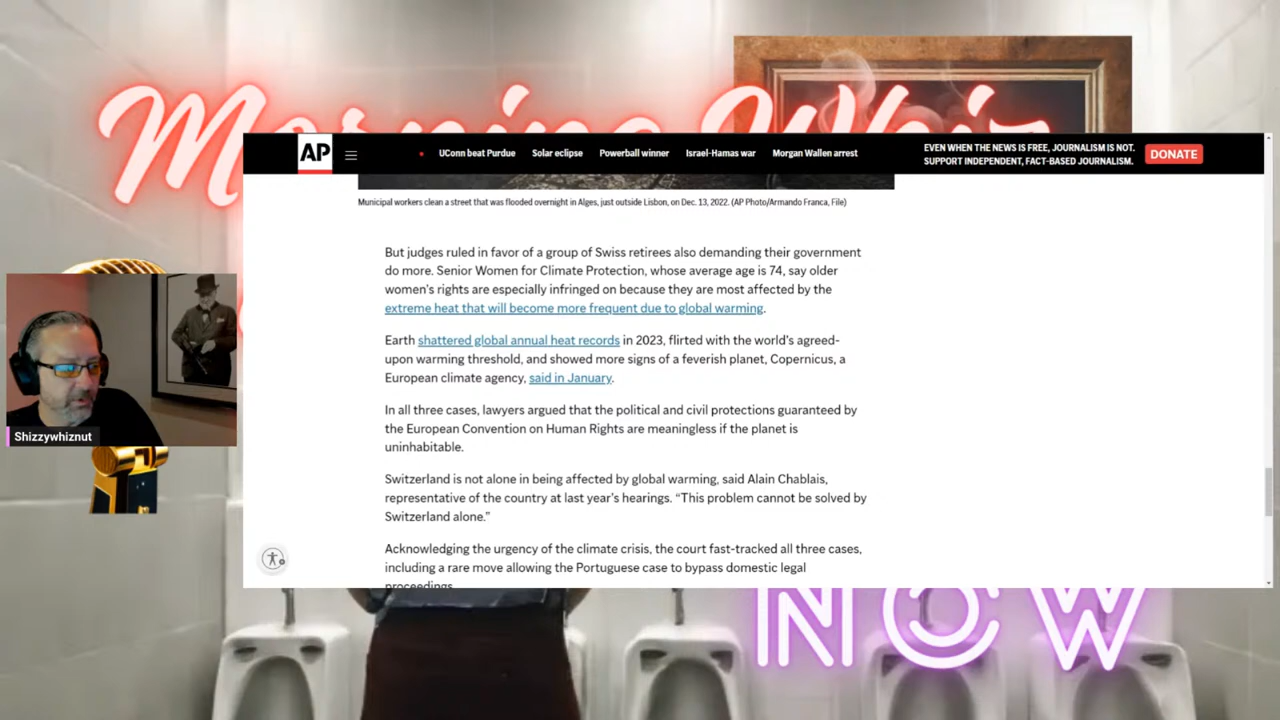 Morning Whiz
AP
UConn beat Purdue
Solar eclipse
Powerball winner
Israel-Hamas war
Morgan Wallen arrest
EVEN WHEN THE NEWS IS FREE, JOURNALISM IS NOT.
SUPPORT INDEPENDENT, FACT-BASED JOURNALISM.
DONATE
Municipal workers clean a street that was flooded overnight in Alges, just outside Lisbon, on Dec. 13, 2022. (AP Photo/Armando Franca, File)
But judges ruled in favor of a group of Swiss retirees also demanding their government
do more. Senior Women for Climate Protection, whose average age is 74, say older
women's rights are especially infringed on because they are most affected by the
extreme heat that will become more frequent due to global warming.
Earth shattered global annual heat records in 2023, flirted with the world's agreed-
upon warming threshold, and showed more signs of a feverish planet, Copernicus, a
European climate agency, said in January.
In all three cases, lawyers argued that the political and civil protections guaranteed by
the European Convention on Human Rights are meaningless if the planet is
uninhabitable.
Switzerland is not alone in being affected by global warming, said Alain Chablais,
representative of the country at last year's hearings. “This problem cannot be solved by
Switzerland alone.”
Acknowledging the urgency of the climate crisis, the court fast-tracked all three cases,
including a rare move allowing the Portuguese case to bypass domestic legal
proceedings.
Shizzywhiznut
NOW